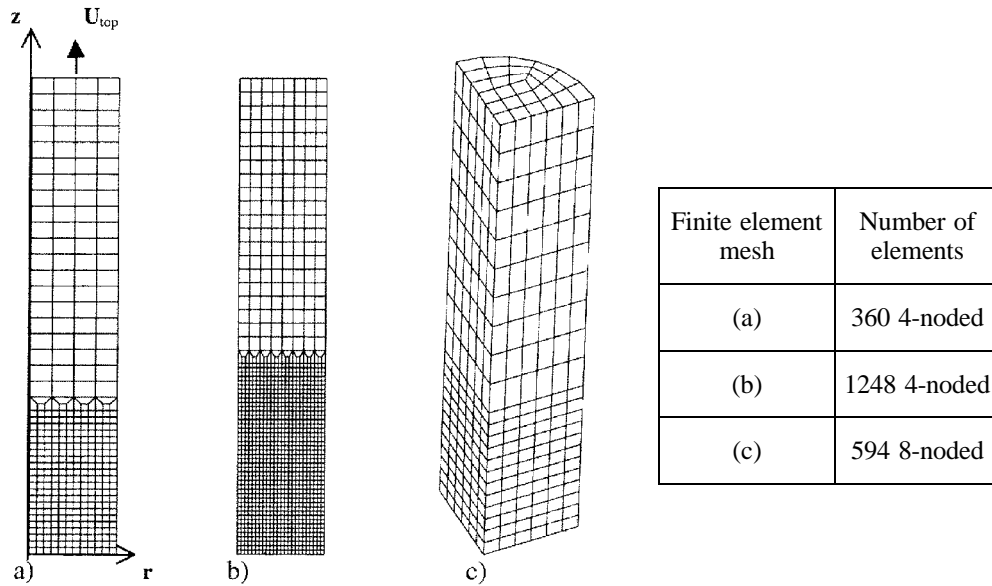 z
U_top
r
a)
b)
c)
Finite element
mesh
Number of
elements
(a)
360 4-noded
(b)
1248 4-noded
(c)
594 8-noded